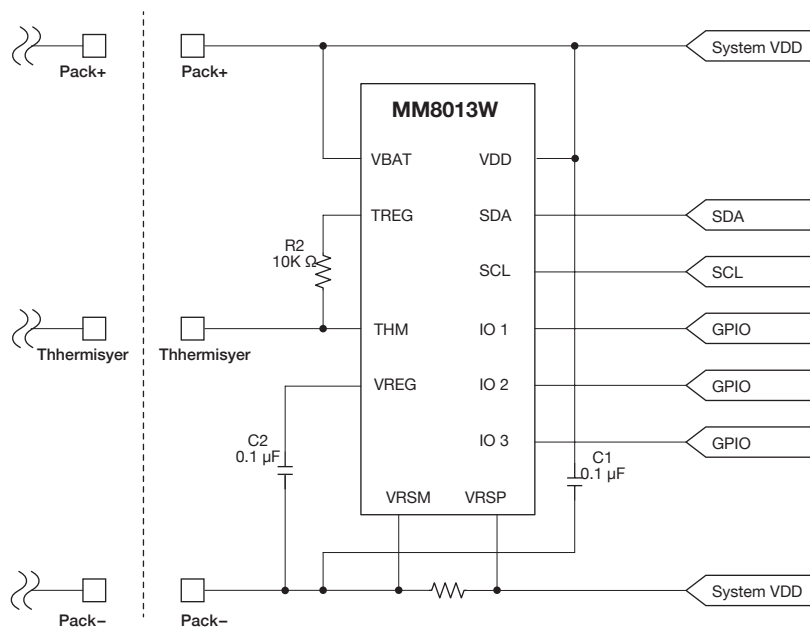 System VDD
Pack+
Pack+
MM8013W
VBAT
VDD
TREG
SDA
SDA
R2
10K Ω
SCL
SCL
THM
IO 1
GPIO
Thhermisyer
Thhermisyer
VREG
IO 2
GPIO
C2
0.1 µF
IO 3
GPIO
C1
0.1 µF
VRSM
VRSP
System VDD
Pack−
Pack−